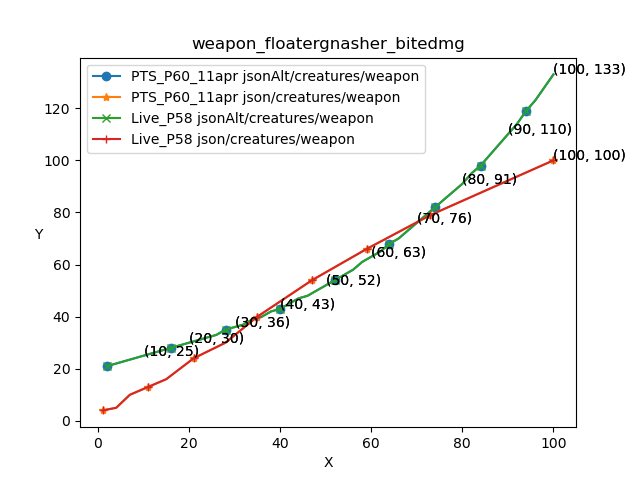 weapon_floatergnasher_bitedmg
PTS_P60_11apr jsonAlt/creatures/weapon
PTS_P60_11apr json/creatures/weapon
Live_P58 jsonAlt/creatures/weapon
Live_P58 json/creatures/weapon
(100, 133)
(90, 110)
(100, 100)
(80, 91)
(70, 76)
(60, 63)
(50, 52)
(40, 43)
(30, 36)
(20, 30)
(10, 25)
120
100
80
60
40
20
0
Y
0 20 40 60 80 100
X